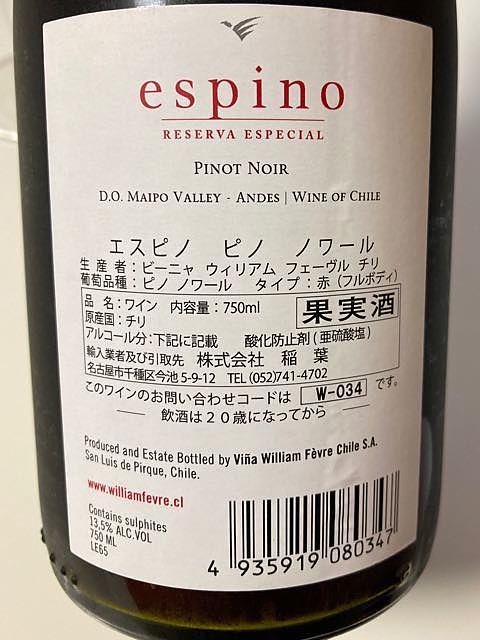 espino
RESERVA ESPECIAL
PINOT NOIR
D.O. MAIPO VALLEY - ANDES | WINE OF CHILE
エスピノ ピノ ノワール
生産者：ビーニャ ウィリアム フェーヴル チリ
葡萄品種：ピノ ノワール タイプ：赤（フルボディ）
品名：ワイン 内容量：750ml 果実酒
原産国：チリ
アルコール分：下記に記載 酸化防止剤（亜硫酸塩）
輸入業者及び引取先 株式会社 稲葉
名古屋市千種区今池5-9-12 TEL (052)741-4702
このワインのお問い合わせコードは W-034 です。
飲酒は20歳になってから
Produced and Estate Bottled by Viña William Fèvre Chile S.A.
San Luis de Pirque, Chile.
www.williamfevre.cl
Contains sulphites
13,5% ALC.VOL
750 ML
LE65
4 935919 080347